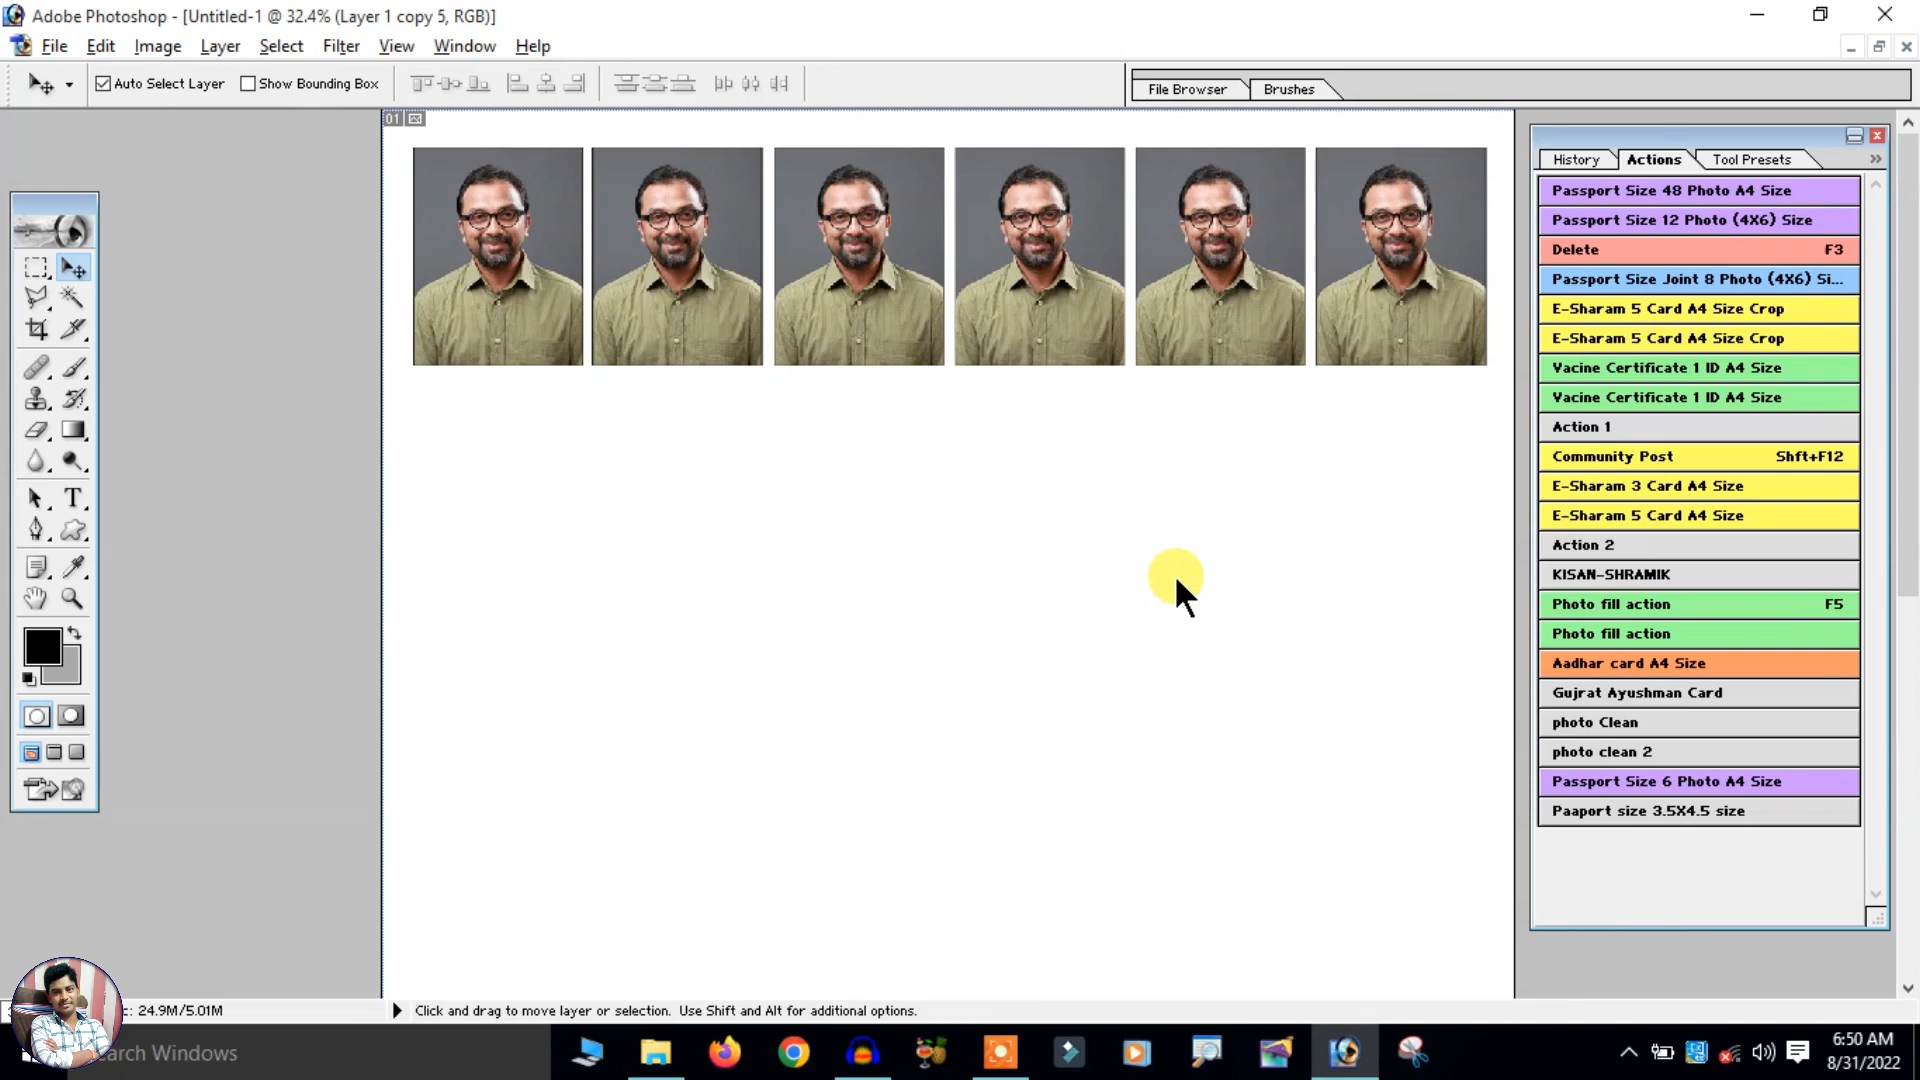 Adobe Photoshop - [Untitled-1 @ 32.4% (Layer 1 copy 5, RGB)]
File Edit Image Layer Select Filter View Window Help
Auto Select Layer Show Bounding Box
File Browser Brushes
01
History Actions Tool Presets
Passport Size 48 Photo A4 Size
Passport Size 12 Photo (4X6) Size
Delete F3
Passport Size Joint 8 Photo (4X6) Si...
E-Sharam 5 Card A4 Size Crop
E-Sharam 5 Card A4 Size Crop
Vacine Certificate 1 ID A4 Size
Vacine Certificate 1 ID A4 Size
Action 1
Community Post Shft+F12
E-Sharam 3 Card A4 Size
E-Sharam 5 Card A4 Size
Action 2
KISAN-SHRAMIK
Photo fill action F5
Photo fill action
Aadhar card A4 Size
Gujrat Ayushman Card
photo Clean
photo clean 2
Passport Size 6 Photo A4 Size
Paaport size 3.5X4.5 size
24.9M/5.01M Click and drag to move layer or selection. Use Shift and Alt for additional options.
Windows
6:50 AM
8/31/2022